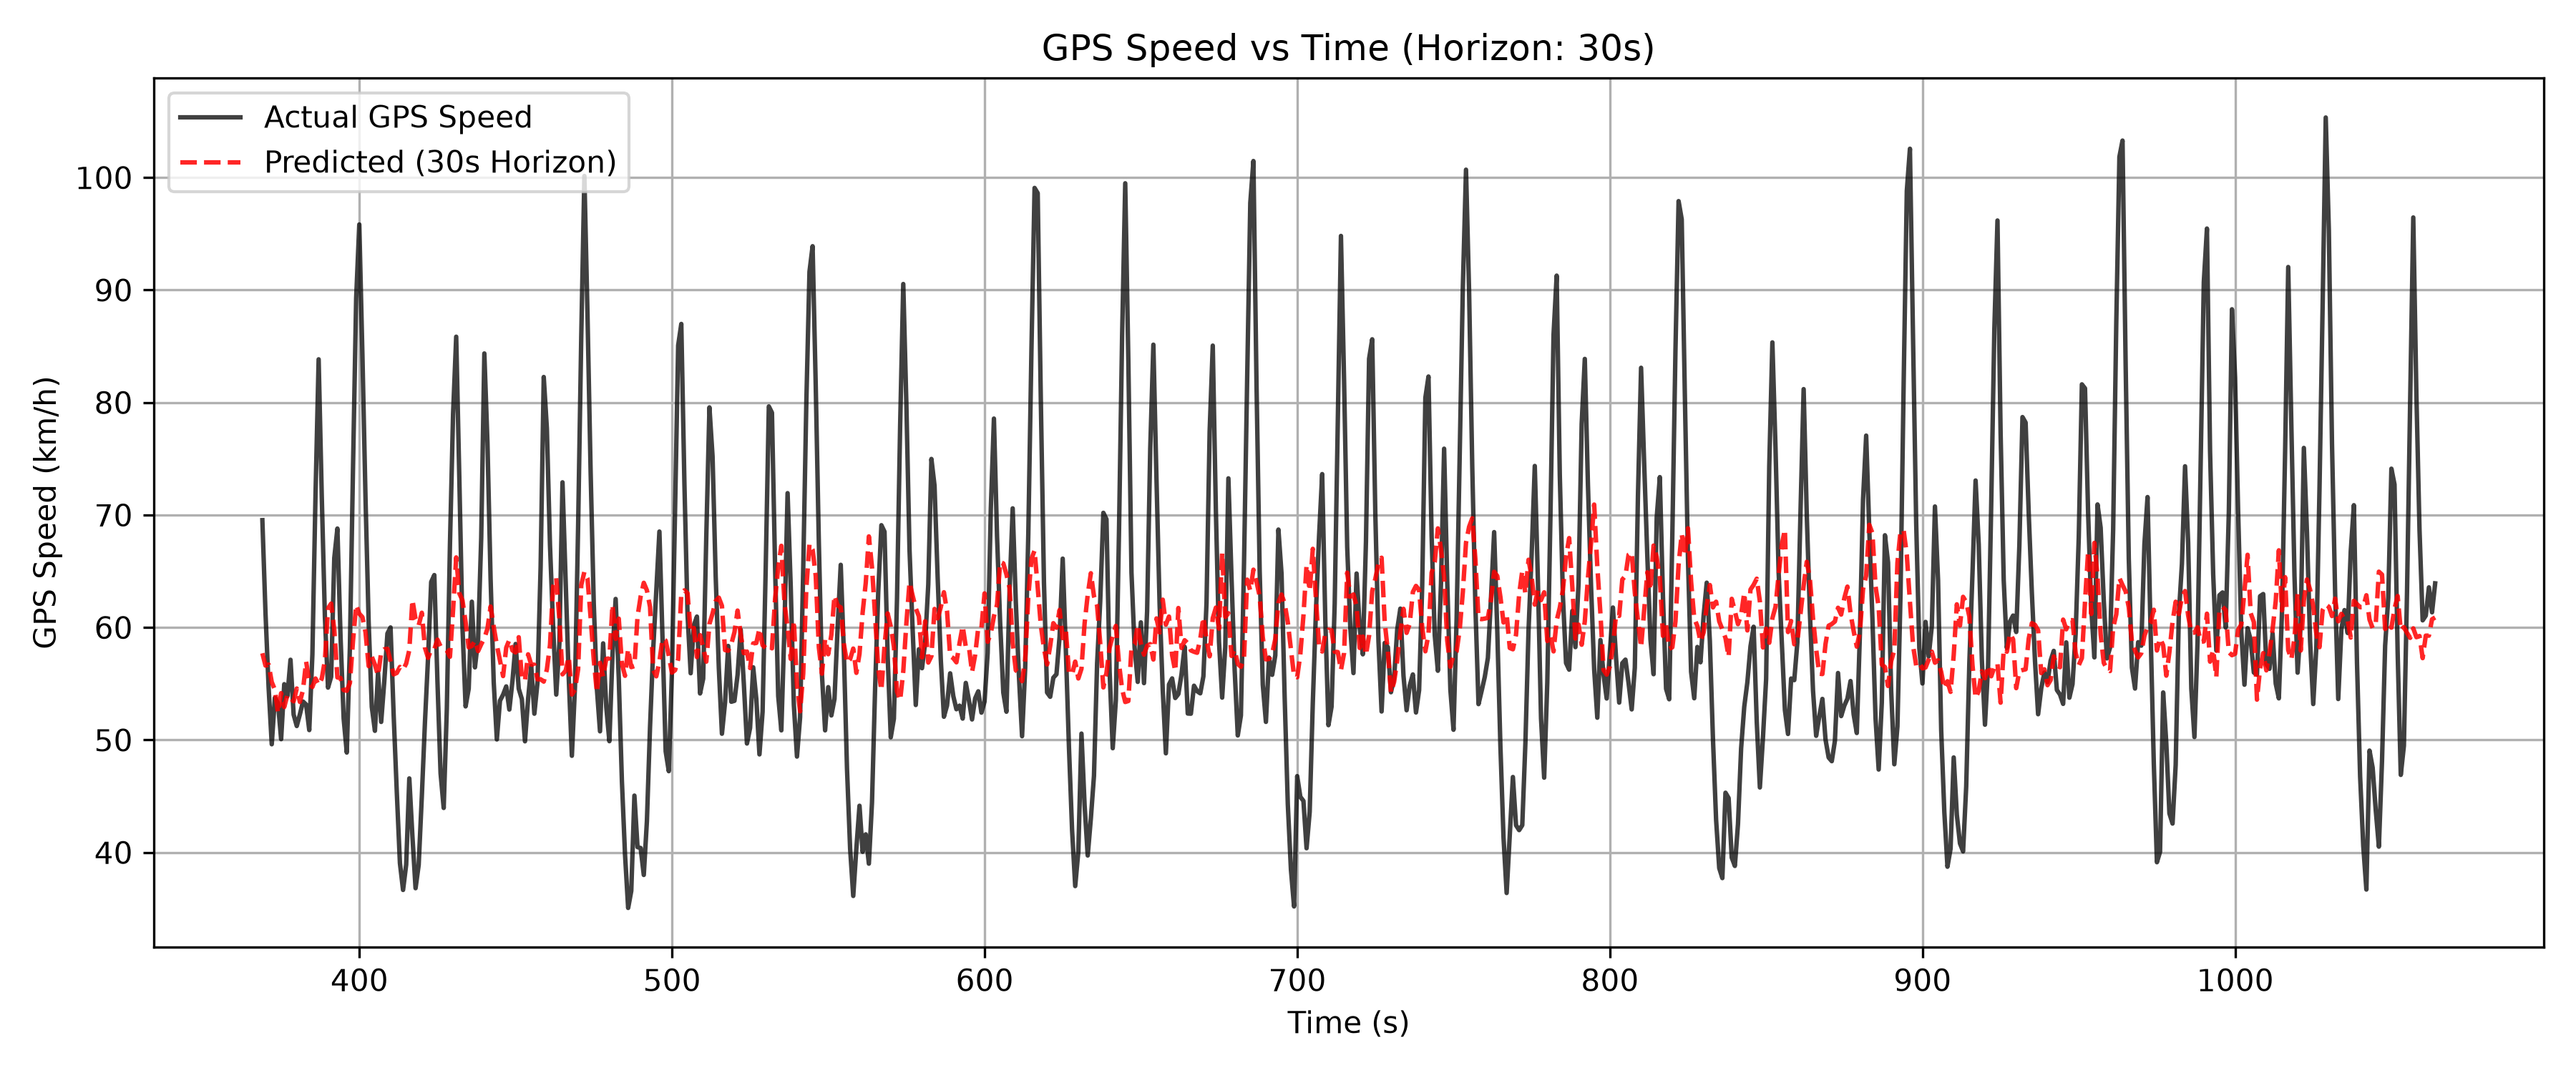 GPS Speed vs Time (Horizon: 30s)
Actual GPS Speed
Predicted (30s Horizon)
GPS Speed (km/h)
100
90
80
70
60
50
40
400 500 600 700 800 900 1000
Time (s)